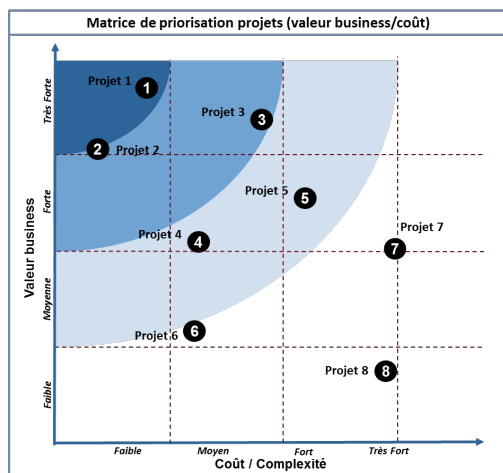 Matrice de priorisation projets (valeur business/coût)
Valeur business
Très Forte
Forte
Moyenne
Faible
Projet 1
1
2
Projet 2
Projet 3
3
Projet 4
4
Projet 5
5
Projet 6
6
Projet 7
7
Projet 8
8
Faible
Moyen
Fort
Très Fort
Coût / Complexité